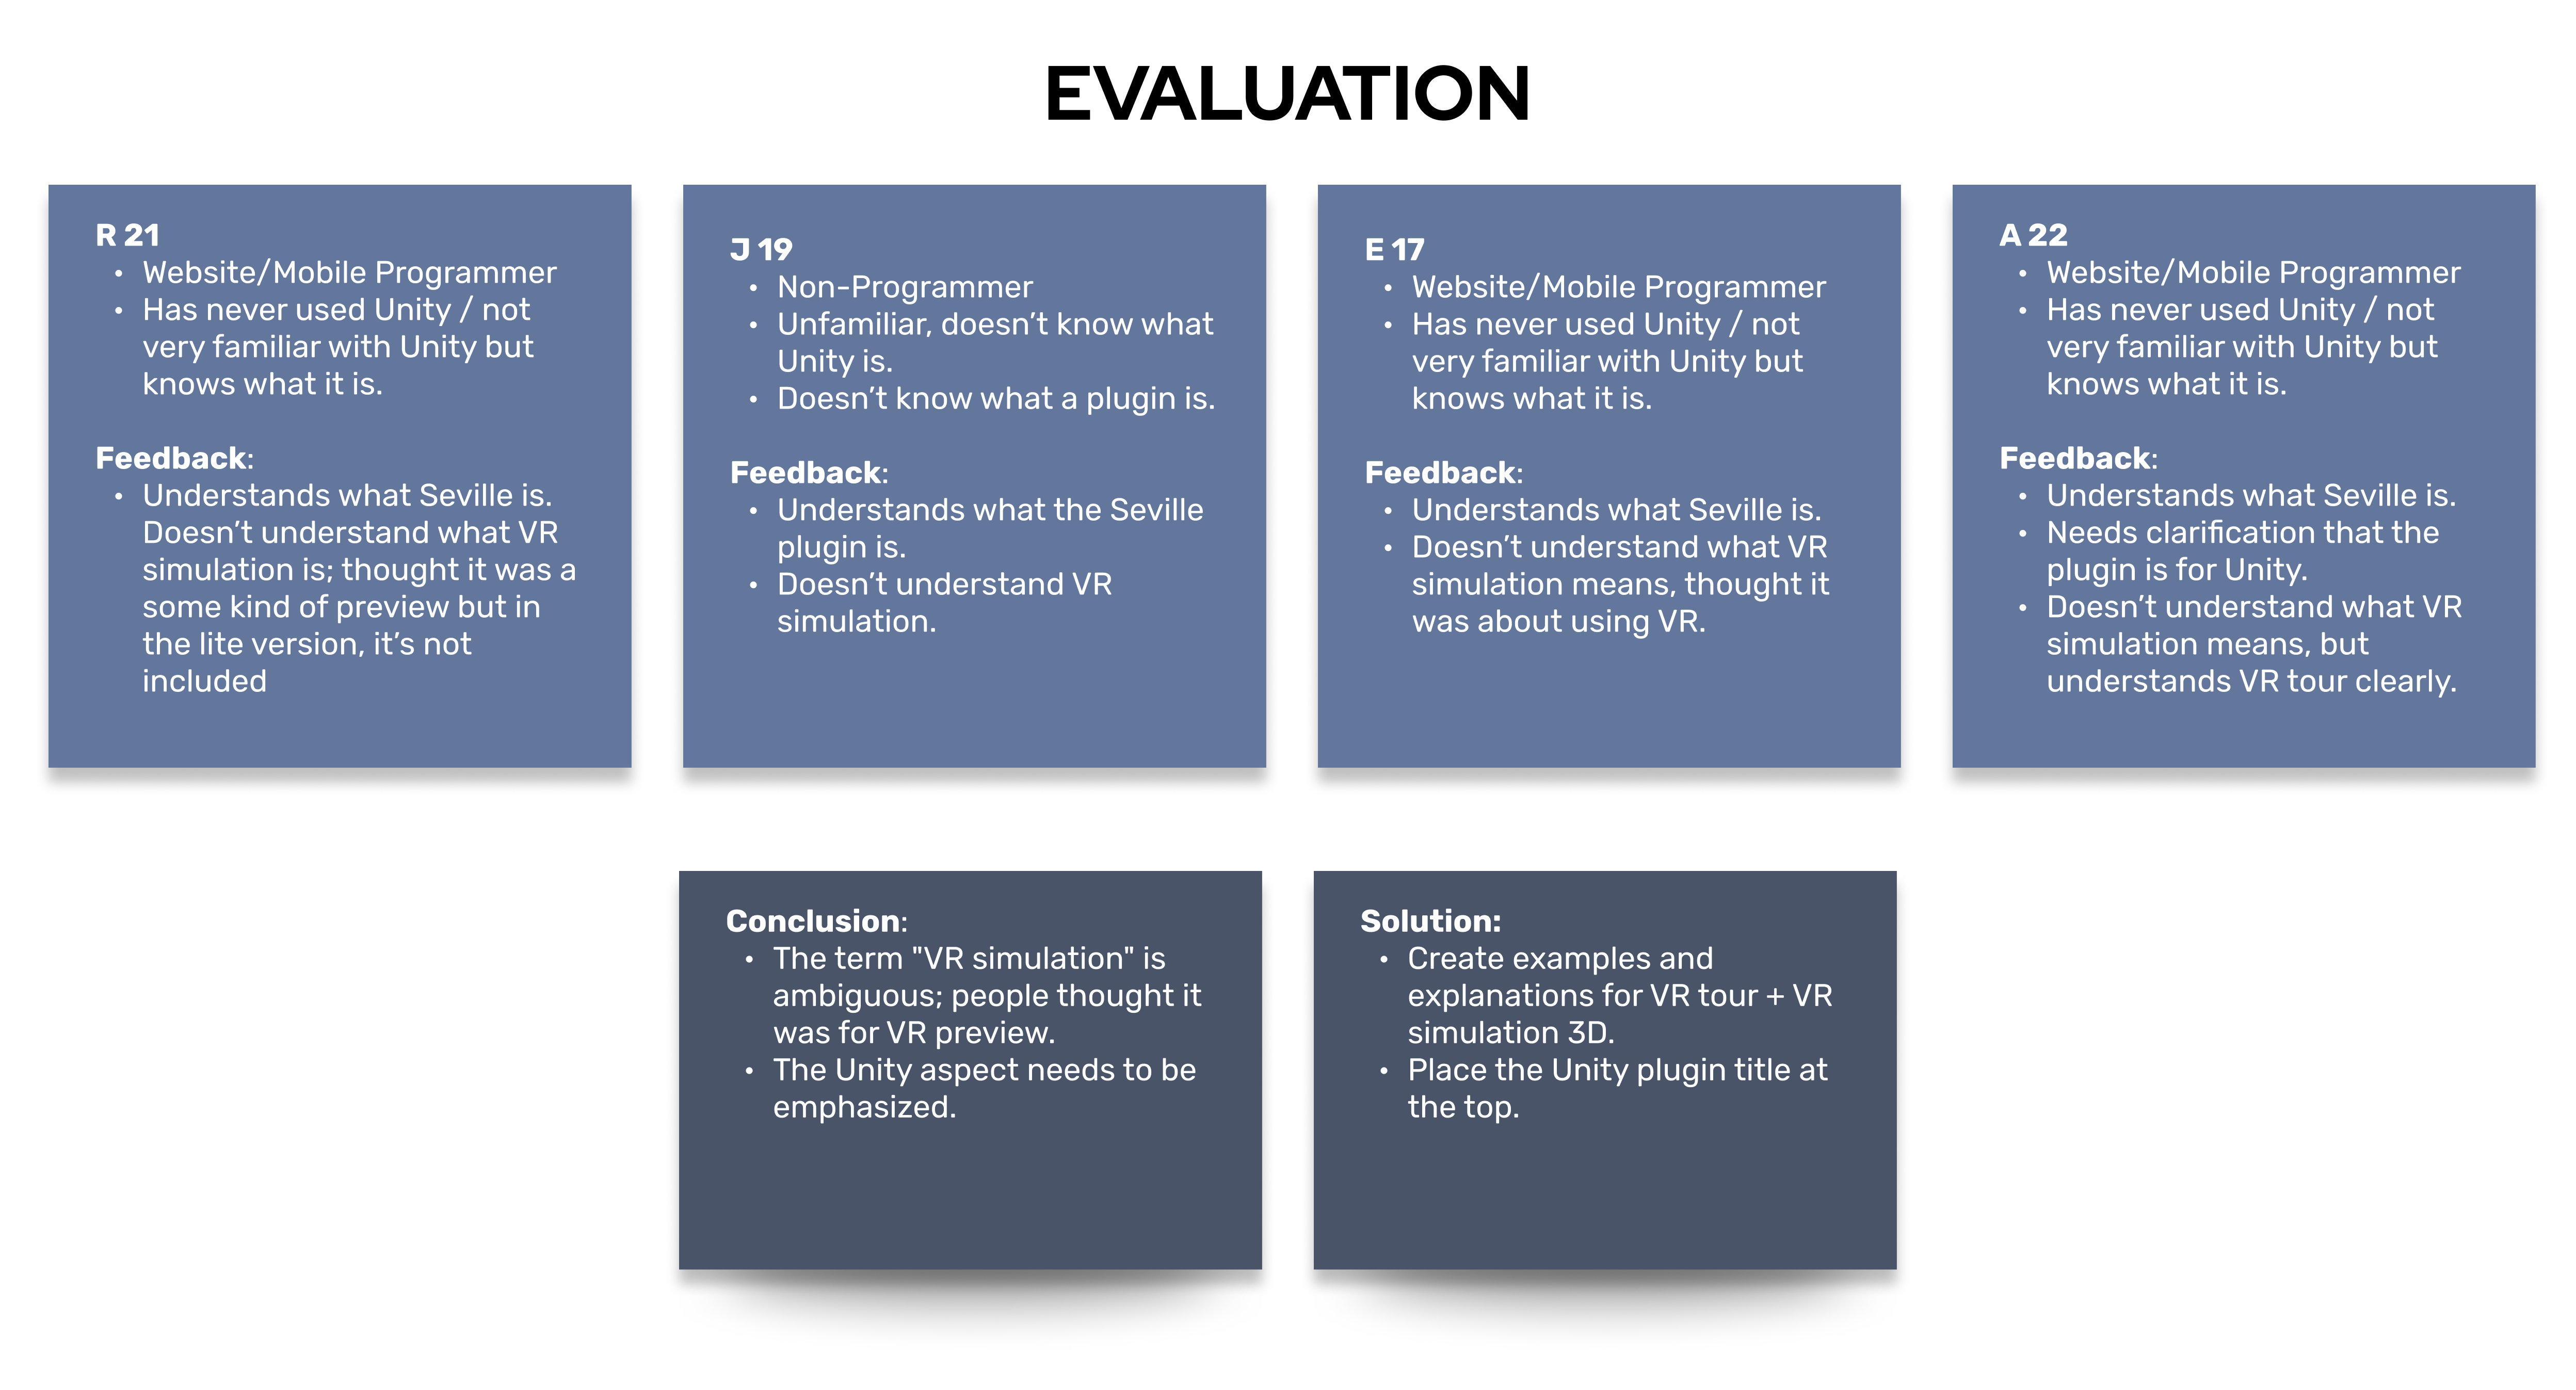 EVALUATION
R 21
• Website/Mobile Programmer
• Has never used Unity / not
very familiar with Unity but
knows what it is.
Feedback:
• Understands what Seville is.
Doesn’t understand what VR
simulation is; thought it was a
some kind of preview but in
the lite version, it’s not
included
J 19
• Non-Programmer
• Unfamiliar, doesn’t know what
Unity is.
• Doesn’t know what a plugin is.
Feedback:
• Understands what the Seville
plugin is.
• Doesn’t understand VR
simulation.
E 17
• Website/Mobile Programmer
• Has never used Unity / not
very familiar with Unity but
knows what it is.
Feedback:
• Understands what Seville is.
• Doesn’t understand what VR
simulation means, thought it
was about using VR.
A 22
• Website/Mobile Programmer
• Has never used Unity / not
very familiar with Unity but
knows what it is.
Feedback:
• Understands what Seville is.
• Needs clarification that the
plugin is for Unity.
• Doesn’t understand what VR
simulation means, but
understands VR tour clearly.
Conclusion:
• The term "VR simulation" is
ambiguous; people thought it
was for VR preview.
• The Unity aspect needs to be
emphasized.
Solution:
• Create examples and
explanations for VR tour + VR
simulation 3D.
• Place the Unity plugin title at
the top.